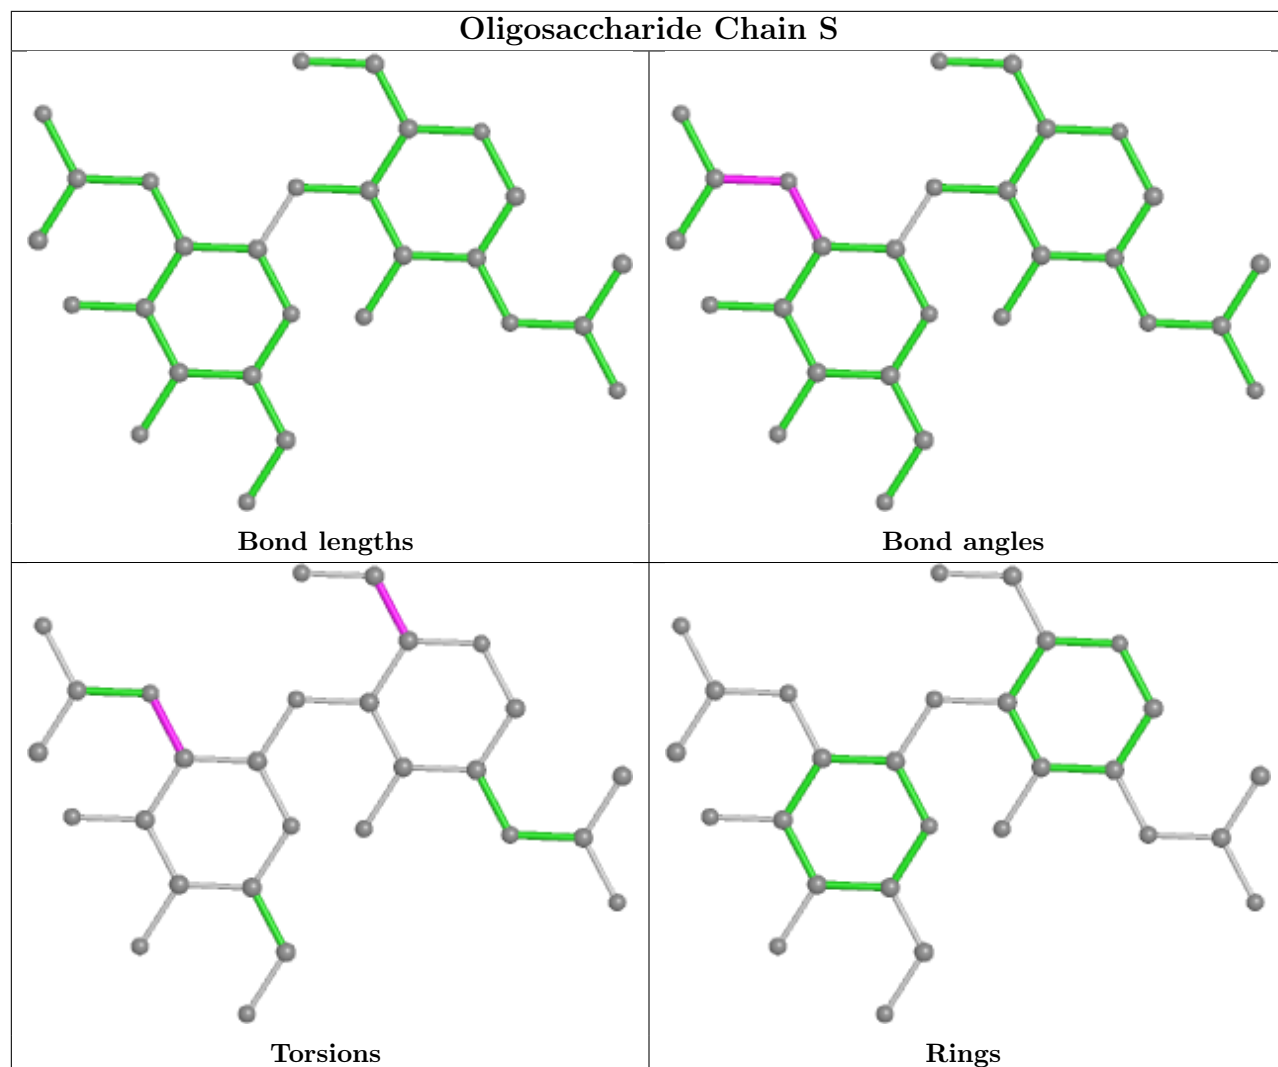 Oligosaccharide Chain S
Bond lengths
Bond angles
Torsions
Rings